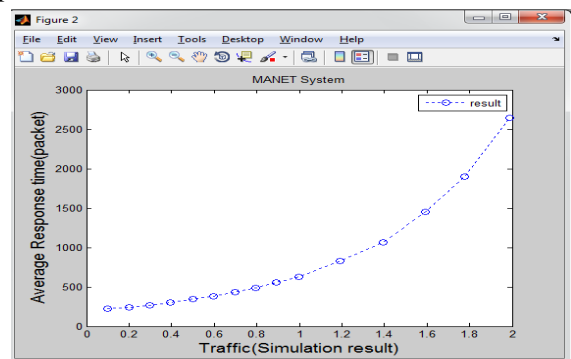 Figure 2
File Edit View Insert Tools Desktop Window Help
MANET System
result
Average Response time(packet)
3000
2500
2000
1500
1000
500
0
0 0.2 0.4 0.6 0.8 1 1.2 1.4 1.6 1.8 2
Traffic(Simulation result)